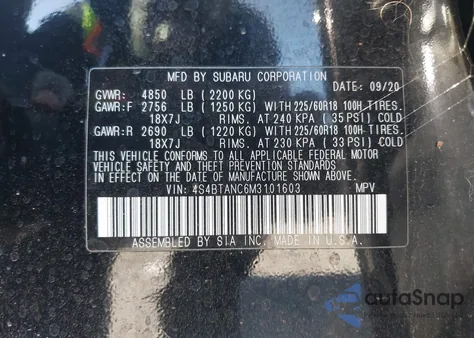 MFD. BY SUBARU CORPORATION DATE: 09/20
GVWR: 4850 LB (2200 KG)
GAWR:F 2756 LB (1250 KG) WITH 225/60R18 100H TIRES.
18X7J RIMS. AT 240 KPA (35 PSI) COLD
GAWR:R 2690 LB (1220 KG) WITH 225/60R18 100H TIRES.
18X7J RIMS. AT 230 KPA (33 PSI) COLD
THIS VEHICLE CONFORMS TO ALL APPLICABLE FEDERAL MOTOR
VEHICLE SAFETY, BUMPER, AND THEFT PREVENTION STANDARDS
IN EFFECT ON THE DATE OF MANUFACTURE SHOWN ABOVE.
VIN: 4S4BTANC6M3101603 MPV
ASSEMBLED BY SIA INC. MADE IN U.S.A.
autoSnap